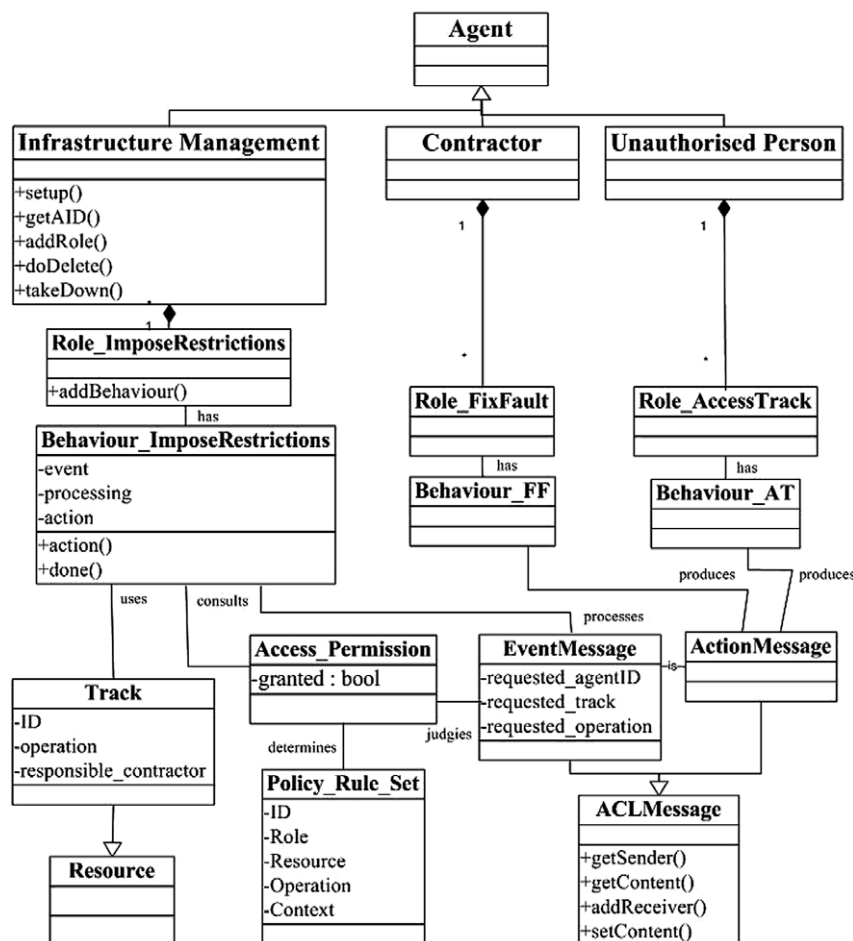 Agent
Infrastructure Management
+setup()
+getAID()
+addRole()
+doDelete()
+takeDown()
Contractor
Unauthorised Person
1
1
*
1
Role_ImposeRestrictions
+addBehaviour()
has
*
*
Role_FixFault
Role_AccessTrack
has
has
Behaviour_ImposeRestrictions
-event
-processing
-action
+action()
+done()
Behaviour_FF
Behaviour_AT
uses
consults
processes
produces
produces
Access_Permission
-granted : bool
EventMessage
-requested_agentID
-requested_track
-requested_operation
is
ActionMessage
judgies
determines
Track
-ID
-operation
-responsible_contractor
Policy_Rule_Set
-ID
-Role
-Resource
-Operation
-Context
ACLMessage
+getSender()
+getContent()
+addReceiver()
+setContent()
Resource